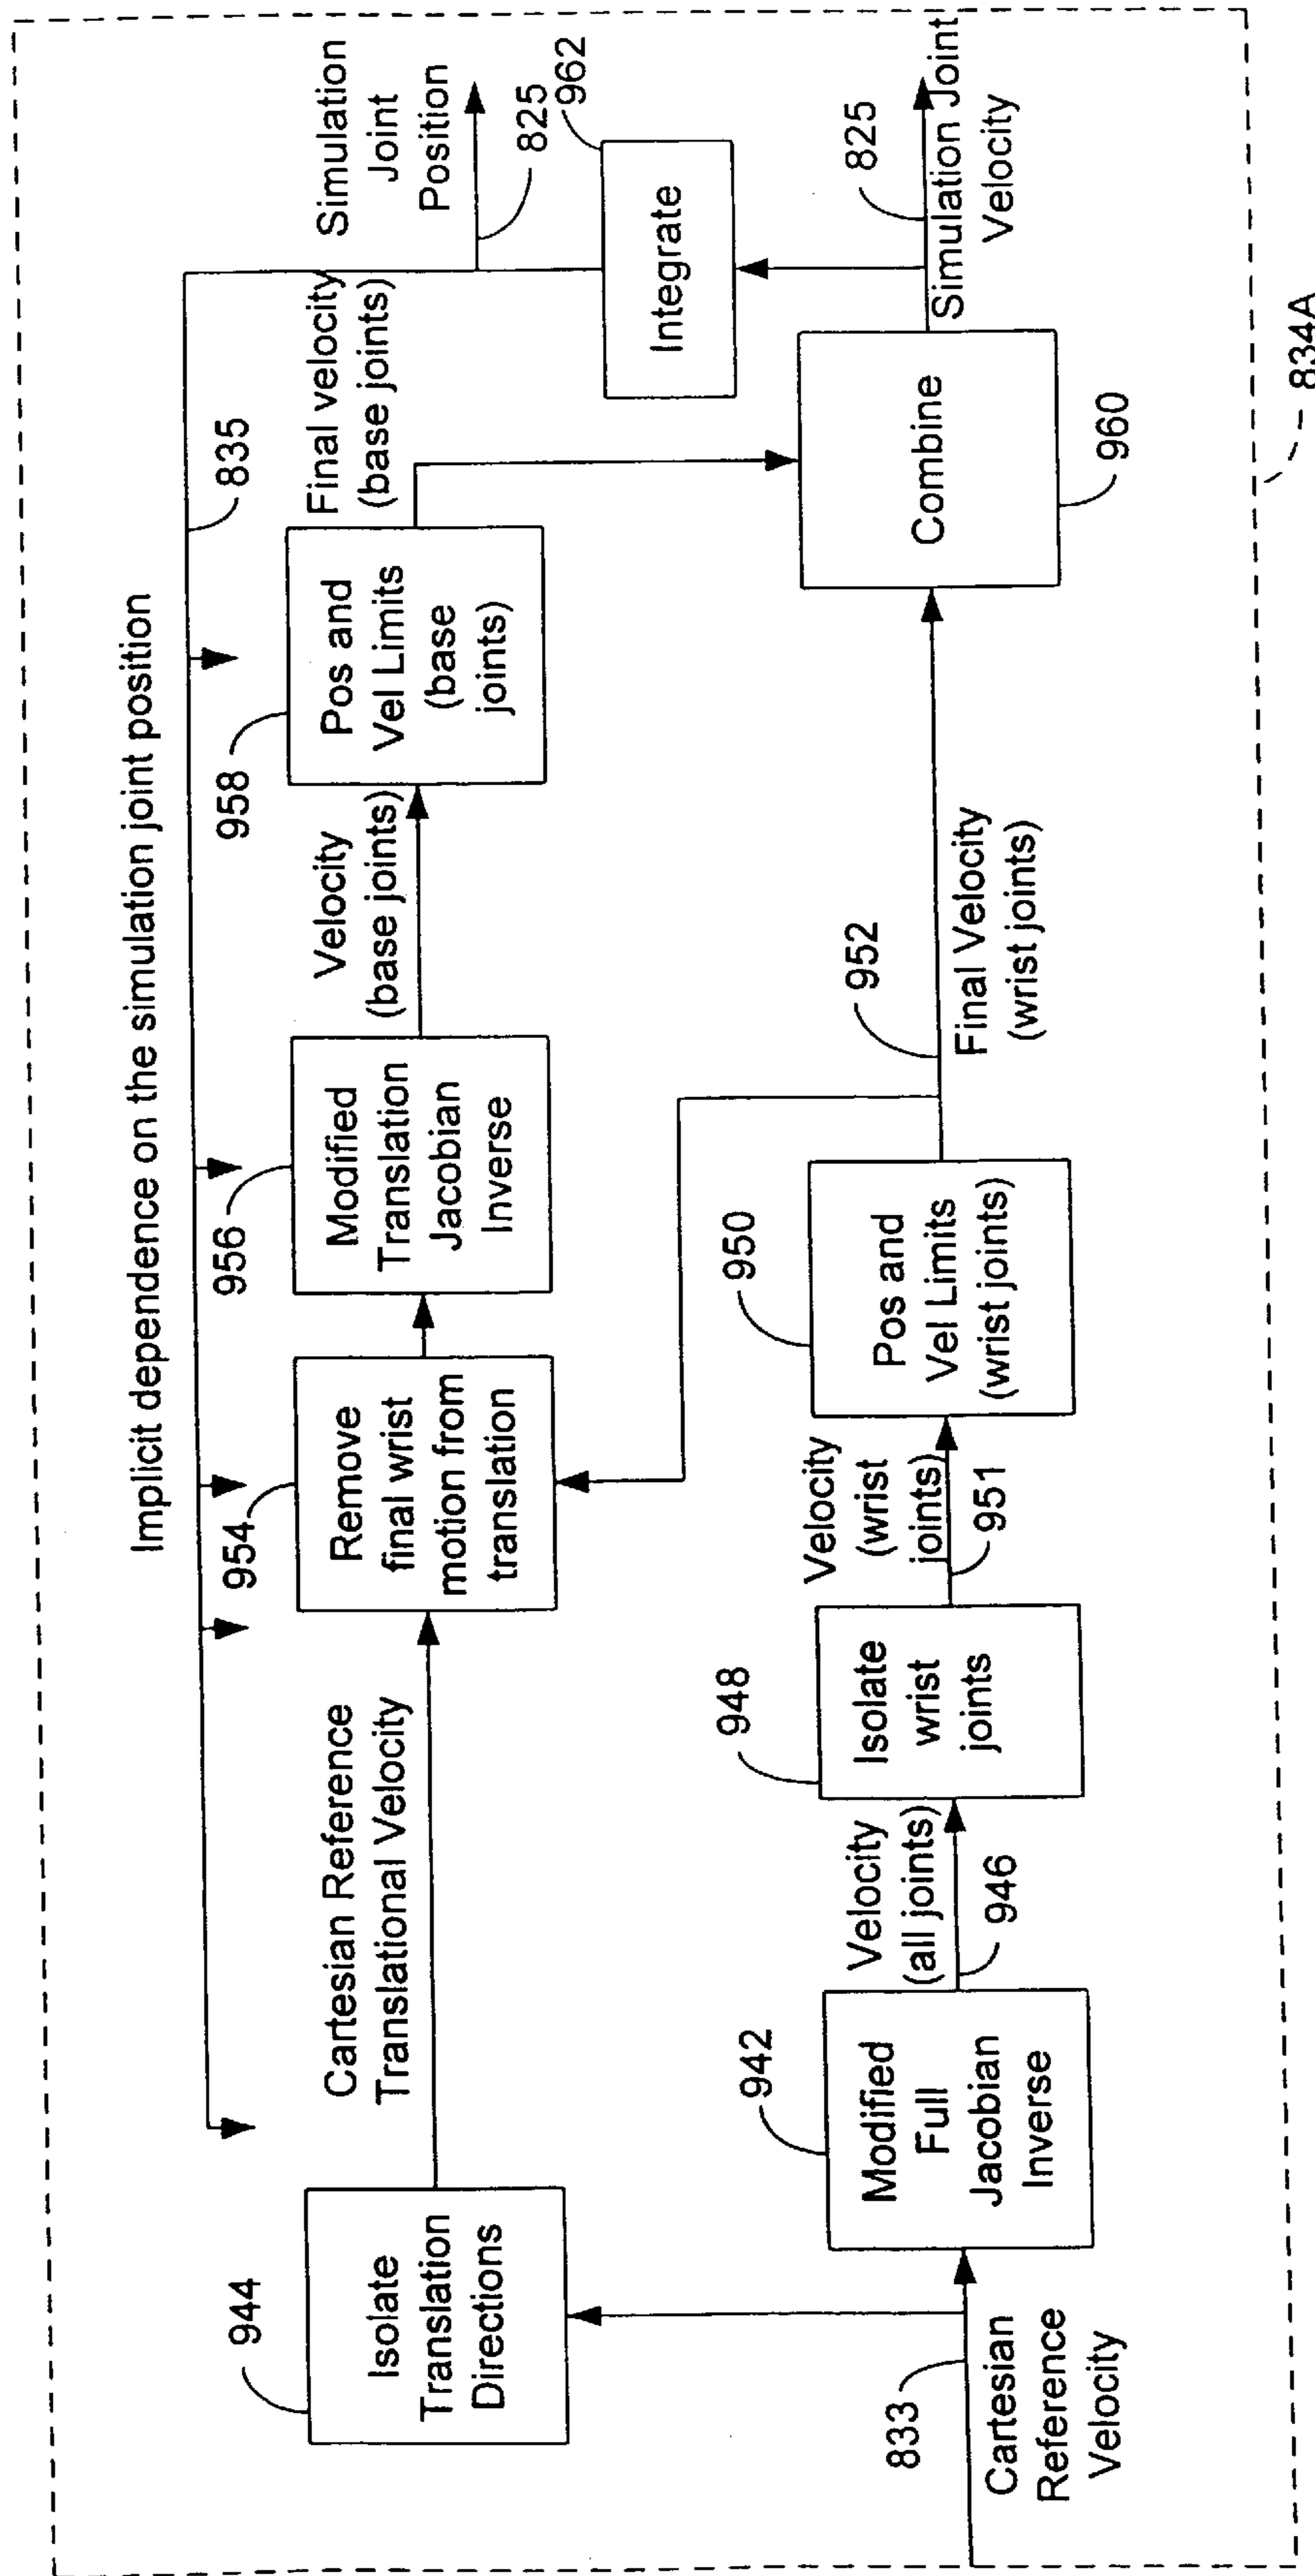 Implicit dependence on the simulation joint position
835
944
Isolate
Translation
Directions
Cartesian Reference
Translational Velocity
954
Remove
final wrist
motion from
translation
956
Modified
Translation
Jacobian
Inverse
Velocity
(base joints)
958
Pos and
Vel Limits
(base
joints)
Final velocity
(base joints)
Simulation
Joint
Position
825
962
Integrate
833
Cartesian
Reference
Velocity
942
Modified
Full
Jacobian
Inverse
Velocity
(all joints)
946
948
Isolate
wrist
joints
Velocity
(wrist
joints)
951
950
Pos and
Vel Limits
(wrist joints)
952
Final Velocity
(wrist joints)
Combine
960
825
Simulation Joint
Velocity
834A